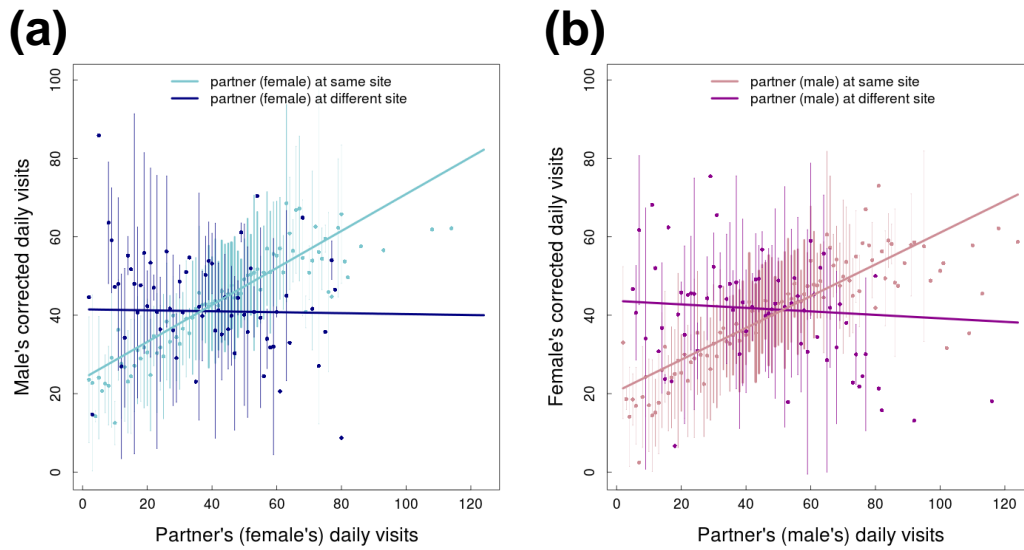 (a)
partner (female) at same site
partner (female) at different site
Male's corrected daily visits
100
80
60
40
20
0
0 20 40 60 80 100 120
Partner's (female's) daily visits
(b)
partner (male) at same site
partner (male) at different site
Female's corrected daily visits
100
80
60
40
20
0
0 20 40 60 80 100 120
Partner's (male's) daily visits